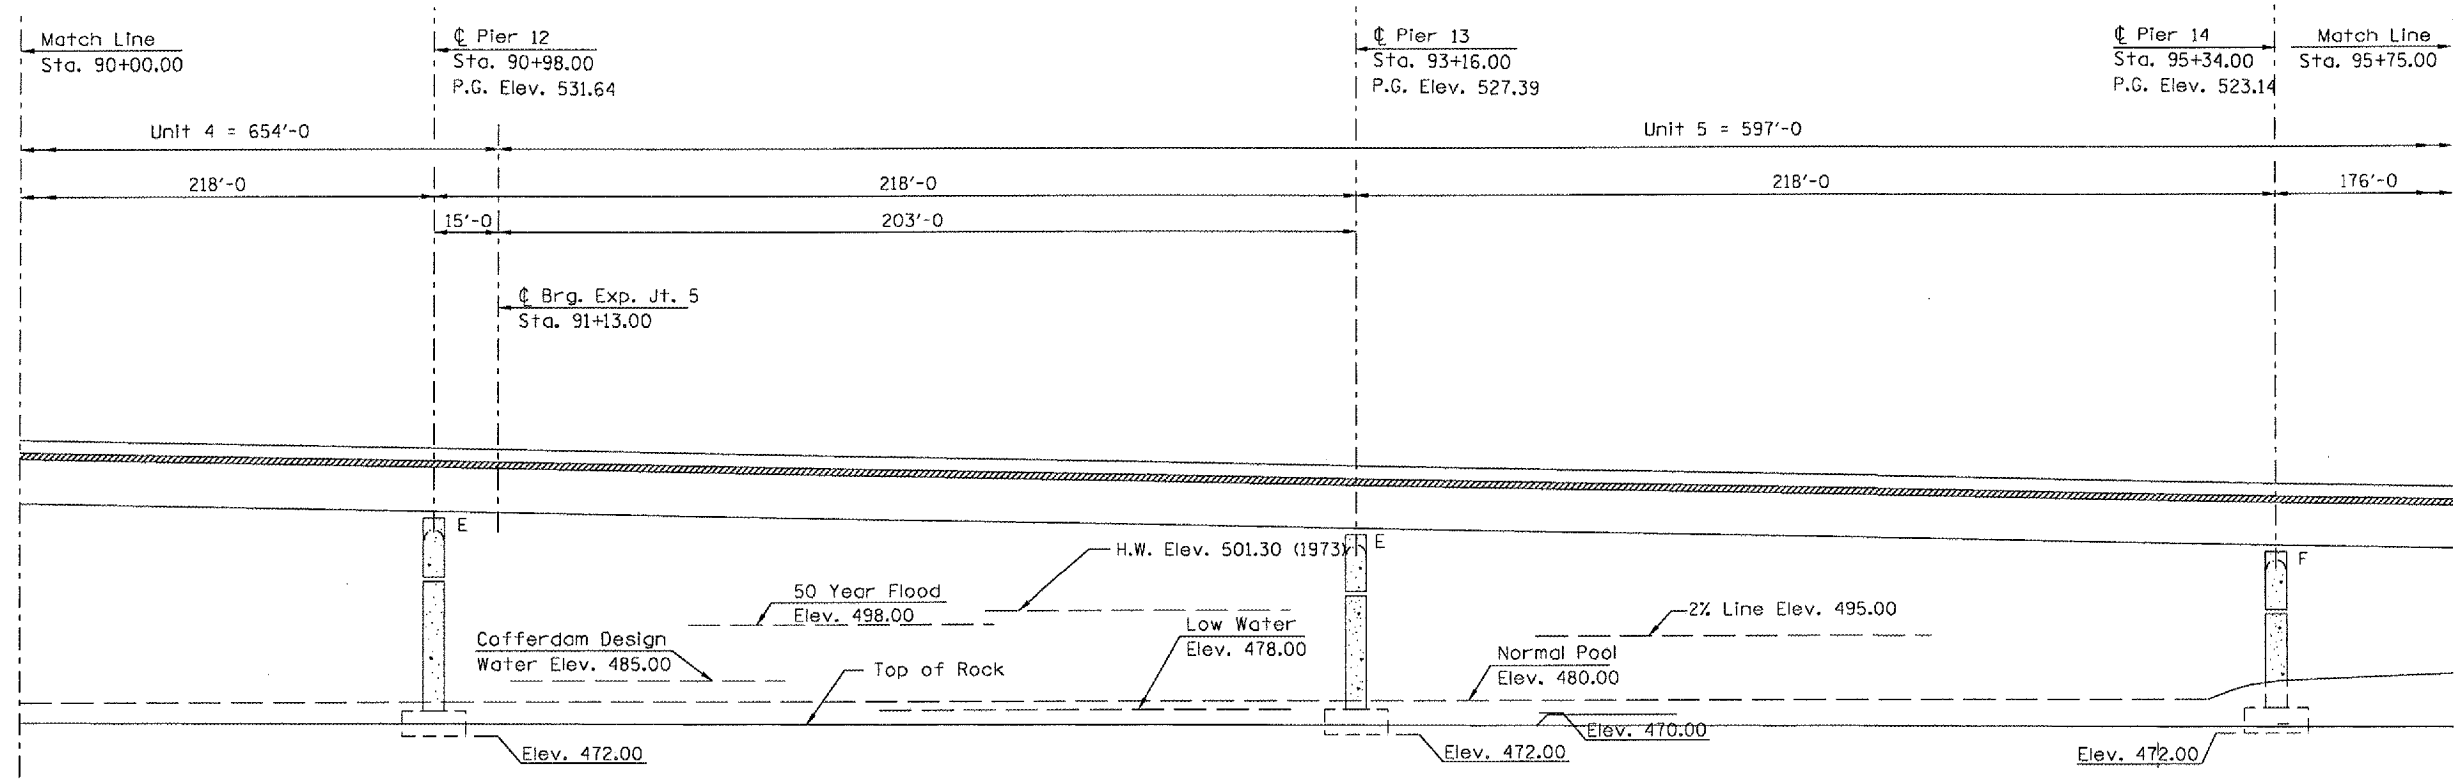 Match Line
Sta. 90+00.00
℄ Pier 12
Sta. 90+98.00
P.G. Elev. 531.64
℄ Pier 13
Sta. 93+16.00
P.G. Elev. 527.39
℄ Pier 14
Sta. 95+34.00
P.G. Elev. 523.14
Match Line
Sta. 95+75.00
Unit 4 = 654'-0
Unit 5 = 597'-0
218'-0
218'-0
218'-0
176'-0
15'-0
203'-0
℄ Brg. Exp. Jt. 5
Sta. 91+13.00
E
E
F
H.W. Elev. 501.30 (1973)
50 Year Flood
Elev. 498.00
2% Line Elev. 495.00
Cofferdam Design
Water Elev. 485.00
Low Water
Elev. 478.00
Top of Rock
Normal Pool
Elev. 480.00
Elev. 472.00
Elev. 472.00
Elev. 470.00
Elev. 472.00